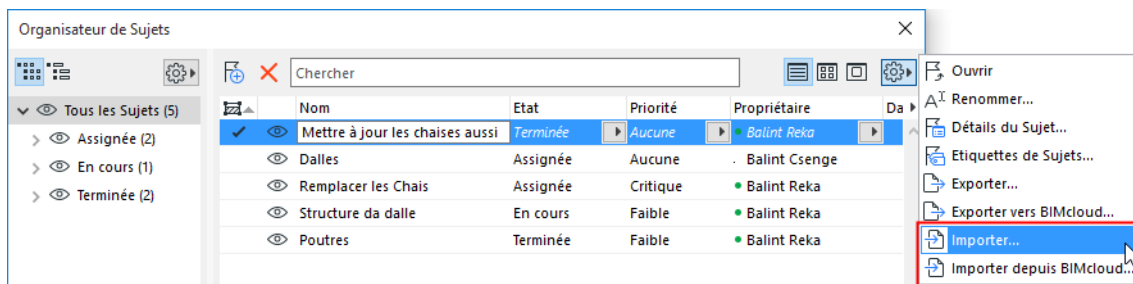 Organisateur de Sujets
Chercher
Tous les Sujets (5)
Assignée (2)
En cours (1)
Terminée (2)
Nom Etat Priorité Propriétaire Da
Mettre à jour les chaises aussi Terminée Aucune Balint Reka
Dalles Assignée Aucune Balint Csenge
Remplacer les Chais Assignée Critique Balint Reka
Structure da dalle En cours Faible Balint Reka
Poutres Terminée Faible Balint Reka
Ouvrir
Renommer...
Détails du Sujet...
Etiquettes de Sujets...
Exporter...
Exporter vers BIMcloud...
Importer...
Importer depuis BIMcloud...